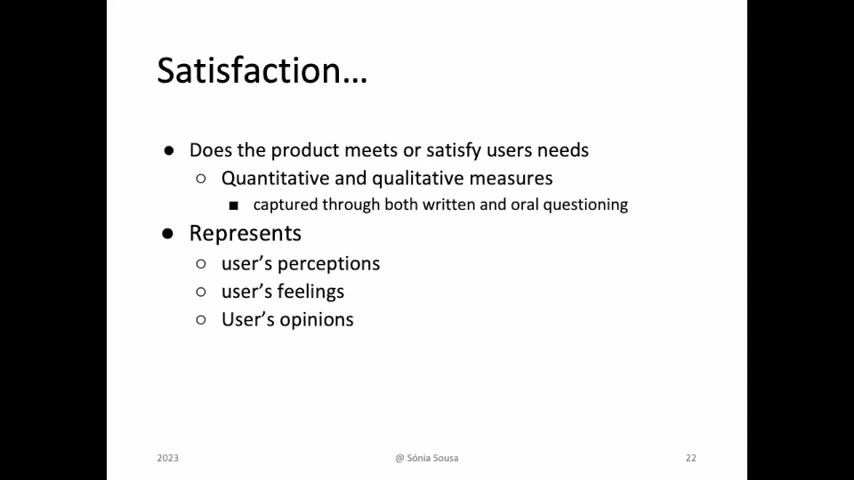 Satisfaction...
● Does the product meets or satisfy users needs
○ Quantitative and qualitative measures
■ captured through both written and oral questioning
● Represents
○ user's perceptions
○ user's feelings
○ User's opinions
2023 @ Sónia Sousa 22